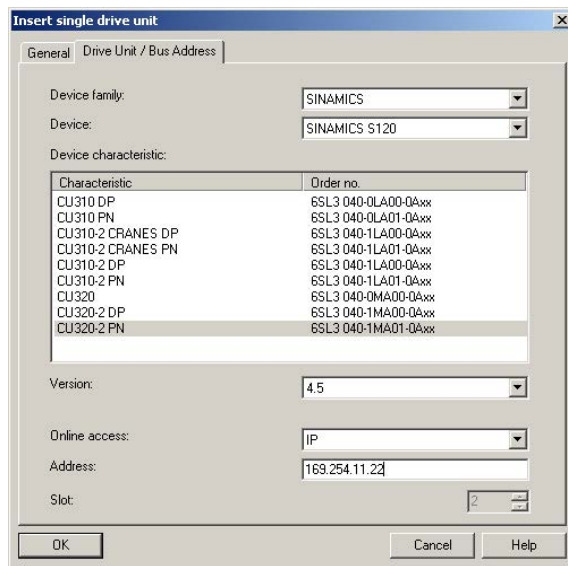 Insert single drive unit
General Drive Unit / Bus Address
Device family: SINAMICS
Device: SINAMICS S120
Device characteristic:
Characteristic Order no.
CU310 DP 6SL3 040-0LA00-0Axx
CU310 PN 6SL3 040-0LA01-0Axx
CU310-2 CRANES DP 6SL3 040-1LA00-0Axx
CU310-2 CRANES PN 6SL3 040-1LA01-0Axx
CU310-2 DP 6SL3 040-1LA00-0Axx
CU310-2 PN 6SL3 040-1LA01-0Axx
CU320 6SL3 040-0MA00-0Axx
CU320-2 DP 6SL3 040-1MA00-0Axx
CU320-2 PN 6SL3 040-1MA01-0Axx
Version: 4.5
Online access: IP
Address: 169.254.11.22
Slot: 2
OK Cancel Help